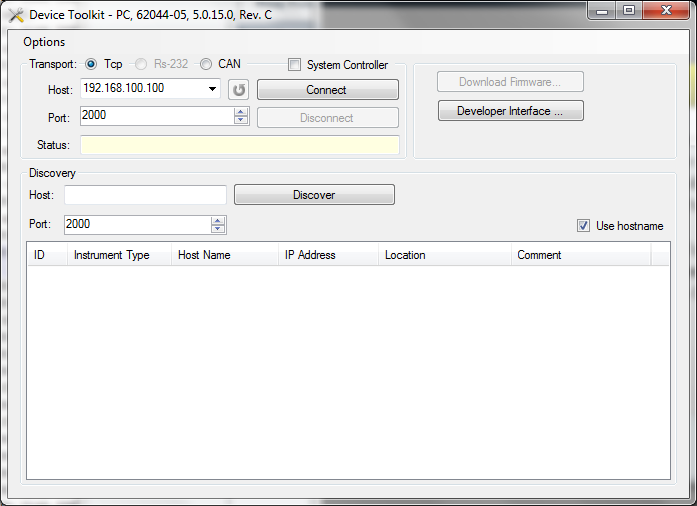 Device Toolkit - PC, 62044-05, 5.0.15.0, Rev. C
Options
Transport: Tcp Rs-232 CAN System Controller
Download Firmware...
Host: 192.168.100.100 Connect
Developer Interface ...
Port: 2000 Disconnect
Status:
Discovery
Host: Discover
Port: 2000 Use hostname
ID Instrument Type Host Name IP Address Location Comment